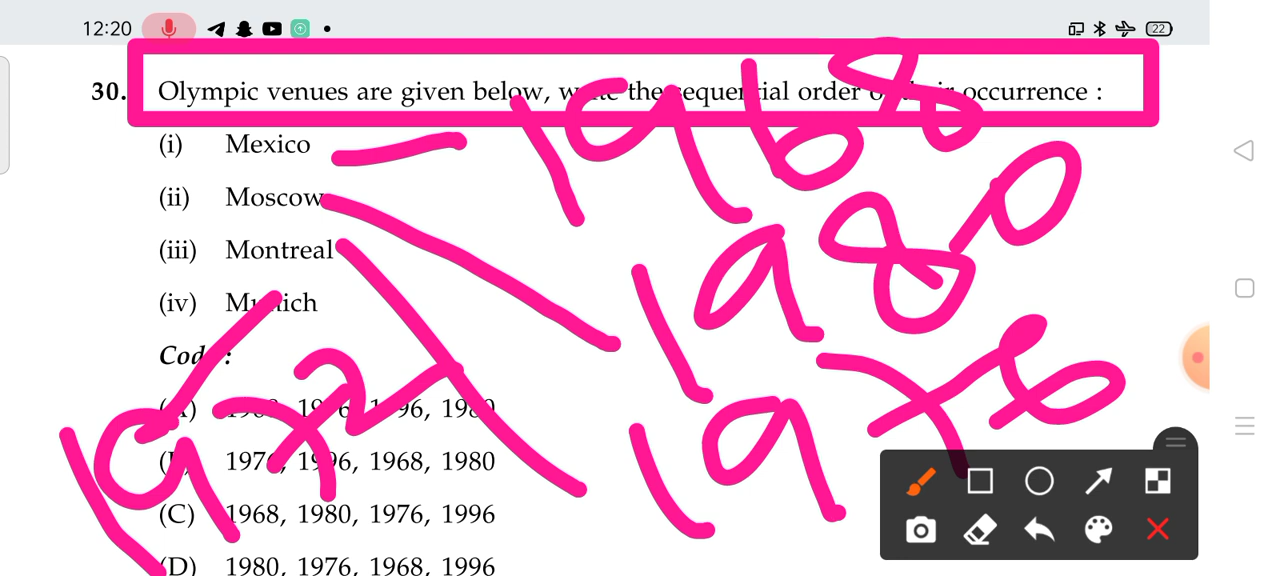 12:20
22
30. Olympic venues are given below, write the sequential order of their occurrence :
(i) Mexico - 1968
(ii) Moscow 1980
(iii) Montreal 1976
(iv) Munich 1972
Code :
(A) 1968, 1976, 1996, 1980
(B) 1976, 1996, 1968, 1980
(C) 1968, 1980, 1976, 1996
(D) 1980, 1976, 1968, 1996